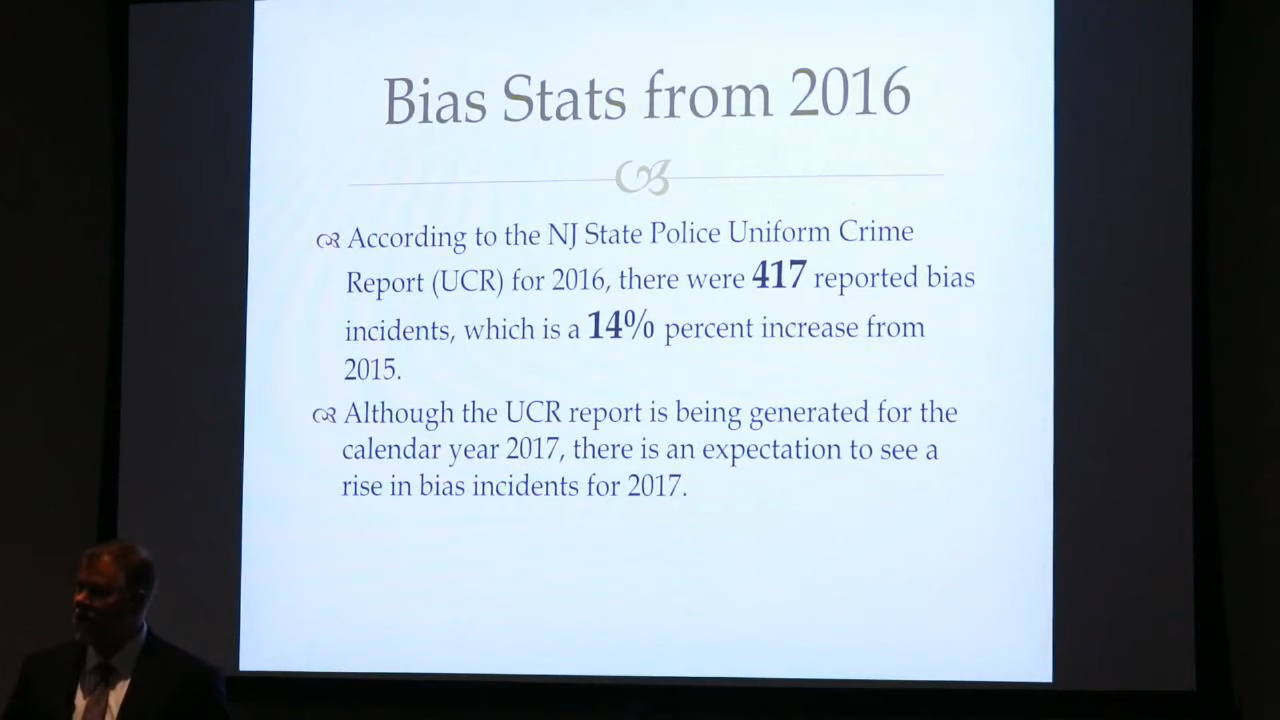 Bias Stats from 2016
According to the NJ State Police Uniform Crime
Report (UCR) for 2016, there were 417 reported bias
incidents, which is a 14% percent increase from
2015.
Although the UCR report is being generated for the
calendar year 2017, there is an expectation to see a
rise in bias incidents for 2017.